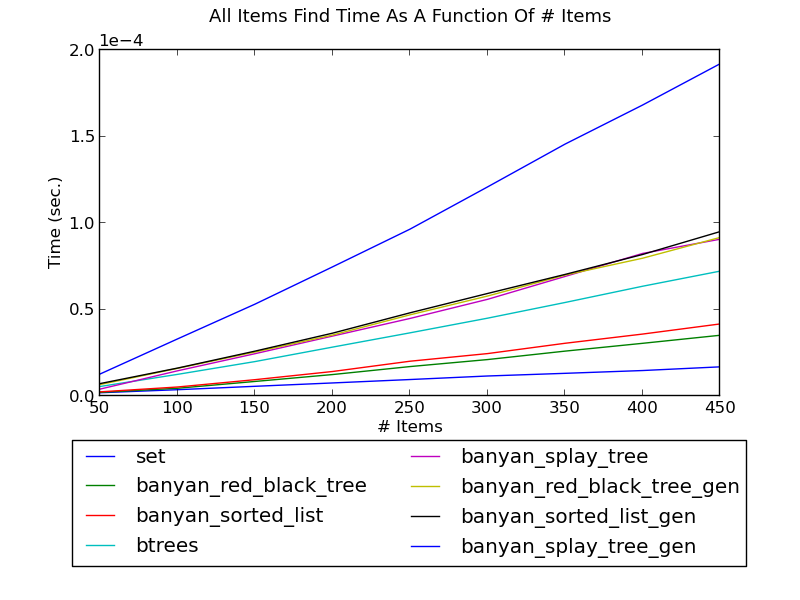 All Items Find Time As A Function Of # Items
1e−4
2.0
1.5
1.0
0.5
0.0
Time (sec.)
50 100 150 200 250 300 350 400 450
# Items
set
banyan_red_black_tree
banyan_sorted_list
btrees
banyan_splay_tree
banyan_red_black_tree_gen
banyan_sorted_list_gen
banyan_splay_tree_gen